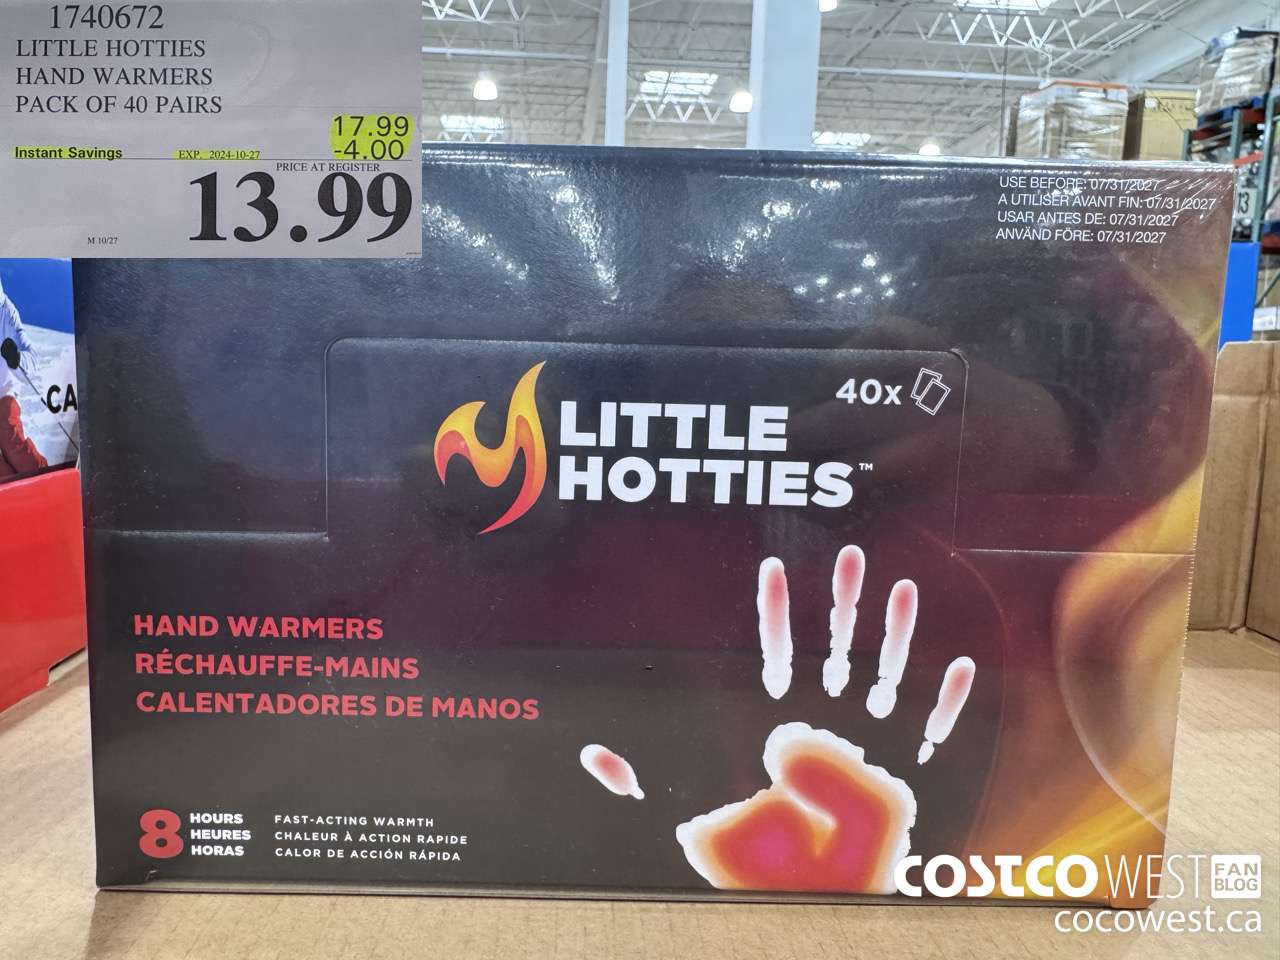 1740672
LITTLE HOTTIES
HAND WARMERS
PACK OF 40 PAIRS
17.99
Instant Savings EXP. 2024-10-27 -4.00
PRICE AT REGISTER
13.99
M 10/27
USE BEFORE: 07/31/2027
A UTILISER AVANT FIN: 07/31/2027
USAR ANTES DE: 07/31/2027
ANVÄND FÖRE: 07/31/2027
13
CA
40x
LITTLE
HOTTIES™
HAND WARMERS
RÉCHAUFFE-MAINS
CALENTADORES DE MANOS
8 HOURS
HEURES
HORAS
FAST-ACTING WARMTH
CHALEUR À ACTION RAPIDE
CALOR DE ACCIÓN RÁPIDA
COSTCO WEST FAN BLOG
cocowest.ca